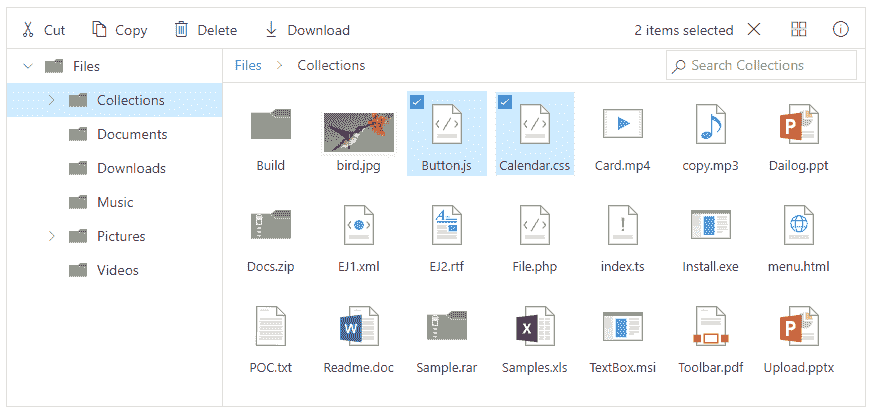 Cut Copy Delete Download 2 items selected
Files Files Collections Search Collections
Collections
Documents
Downloads
Music
Pictures
Videos
Build bird.jpg Button.js Calendar.css Card.mp4 copy.mp3 Dailog.ppt
Docs.zip EJ1.xml EJ2.rtf File.php index.ts Install.exe menu.html
POC.txt Readme.doc Sample.rar Samples.xls TextBox.msi Toolbar.pdf Upload.pptx